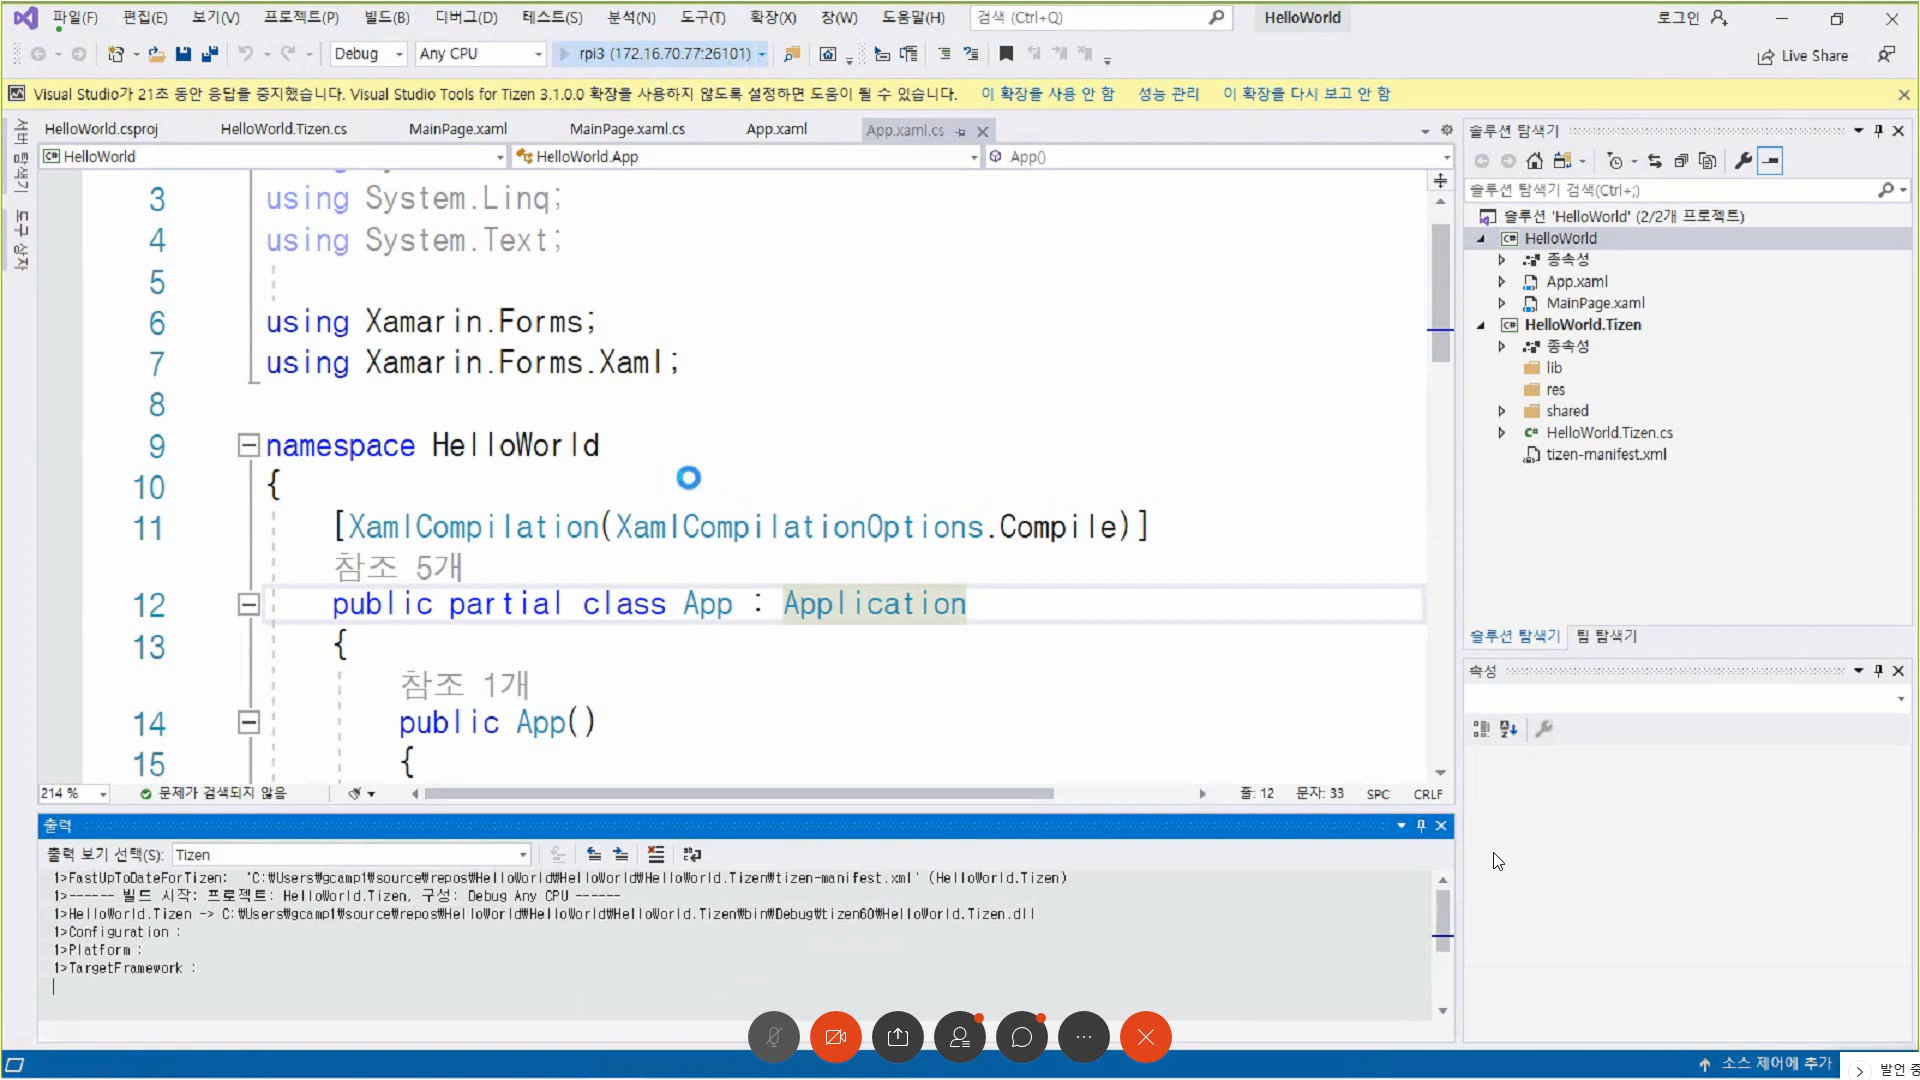 파일(F) 편집(E) 보기(V) 프로젝트(P) 빌드(B) 디버그(D) 테스트(S) 분석(N) 도구(T) 확장(X) 창(W) 도움말(H) 검색 (Ctrl+Q) HelloWorld 로그인
Debug Any CPU rpi3 (172.16.70.77:26101) Live Share
Visual Studio가 21초 동안 응답을 중지했습니다. Visual Studio Tools for Tizen 3.1.0.0 확장을 사용하지 않도록 설정하면 도움이 될 수 있습니다. 이 확장을 사용 안 함 성능 관리 이 확장을 다시 보고 안 함
서버 탐색기
도구 상자
HelloWorld.csproj HelloWorld.Tizen.cs MainPage.xaml MainPage.xaml.cs App.xaml App.xaml.cs
C# HelloWorld HelloWorld.App App()
3 using System.Linq;
4 using System.Text;
5
6 using Xamarin.Forms;
7 using Xamarin.Forms.Xaml;
8
9 namespace HelloWorld
10 {
11 [XamlCompilation(XamlCompilationOptions.Compile)]
참조 5개
12 public partial class App : Application
13 {
참조 1개
14 public App()
15 {
214 % 문제가 검색되지 않음 줄: 12 문자: 33 SPC CRLF
출력
출력 보기 선택(S): Tizen
1>FastUpToDateForTizen: 'C:₩Users₩gcamp1₩source₩repos₩HelloWorld₩HelloWorld₩HelloWorld.Tizen₩tizen-manifest.xml' (HelloWorld.Tizen)
1>------ 빌드 시작: 프로젝트: HelloWorld.Tizen, 구성: Debug Any CPU ------
1>HelloWorld.Tizen -> C:₩Users₩gcamp1₩source₩repos₩HelloWorld₩HelloWorld₩HelloWorld.Tizen₩bin₩Debug₩tizen60₩HelloWorld.Tizen.dll
1>Configuration :
1>Platform :
1>TargetFramework :
솔루션 탐색기
솔루션 탐색기 검색(Ctrl+;)
솔루션 'HelloWorld' (2/2개 프로젝트)
C# HelloWorld
종속성
App.xaml
MainPage.xaml
C# HelloWorld.Tizen
종속성
lib
res
shared
C# HelloWorld.Tizen.cs
tizen-manifest.xml
솔루션 탐색기 팀 탐색기
속성
소스 제어에 추가
발언 중